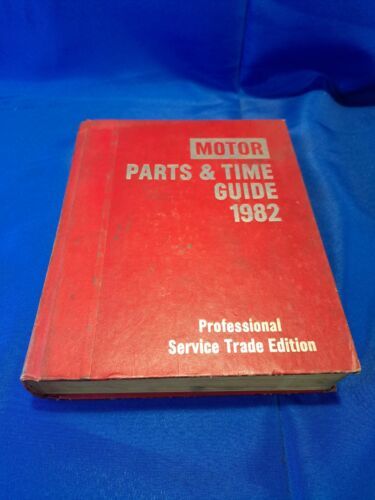 MOTOR
PARTS & TIME
GUIDE
1982
Professional
Service Trade Edition